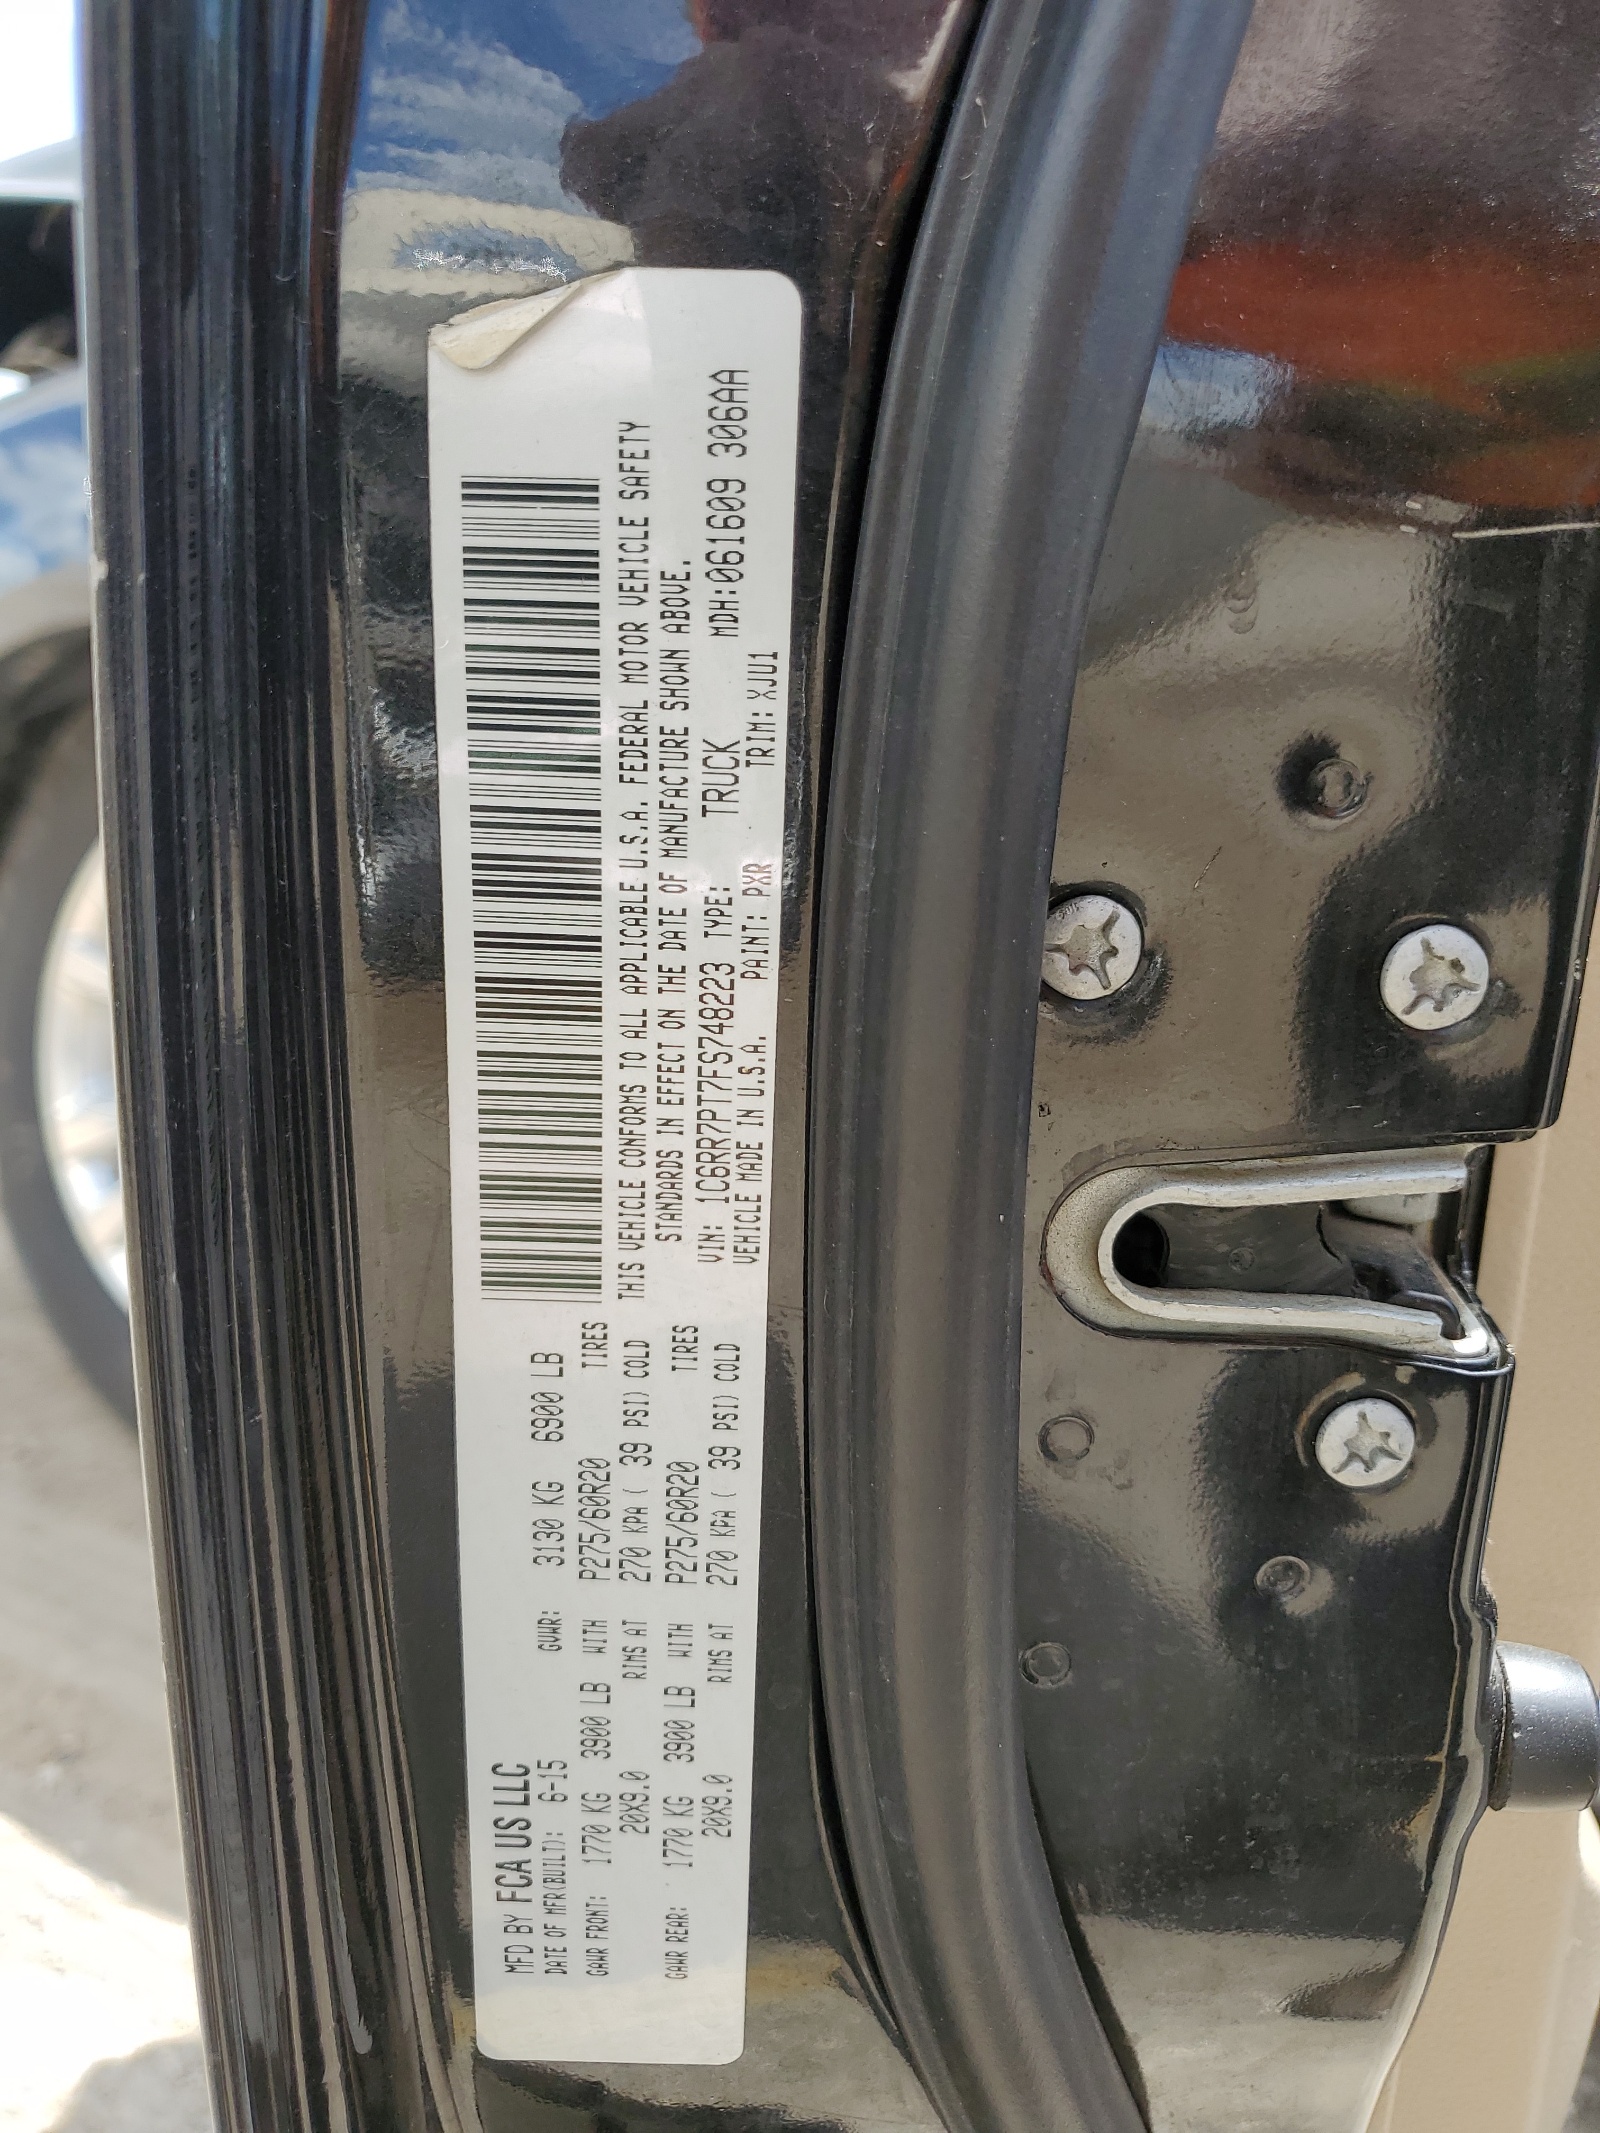 MFD BY FCA US LLC
DATE OF MFR(BUILT): 6-15 GVWR: 3130 KG 6900 LB
GAWR FRONT: 1770 KG 3900 LB WITH P275/60R20 TIRES
20X9.0 RIMS AT 270 KPA ( 39 PSI) COLD
GAWR REAR: 1770 KG 3900 LB WITH P275/60R20 TIRES
20X9.0 RIMS AT 270 KPA ( 39 PSI) COLD
THIS VEHICLE CONFORMS TO ALL APPLICABLE U.S.A. FEDERAL MOTOR VEHICLE SAFETY
STANDARDS IN EFFECT ON THE DATE OF MANUFACTURE SHOWN ABOVE.
VIN: 1C6RR7PT7FS748223 TYPE: TRUCK MDH:061609 306AA
VEHICLE MADE IN U.S.A. PAINT: PXR TRIM: XJU1